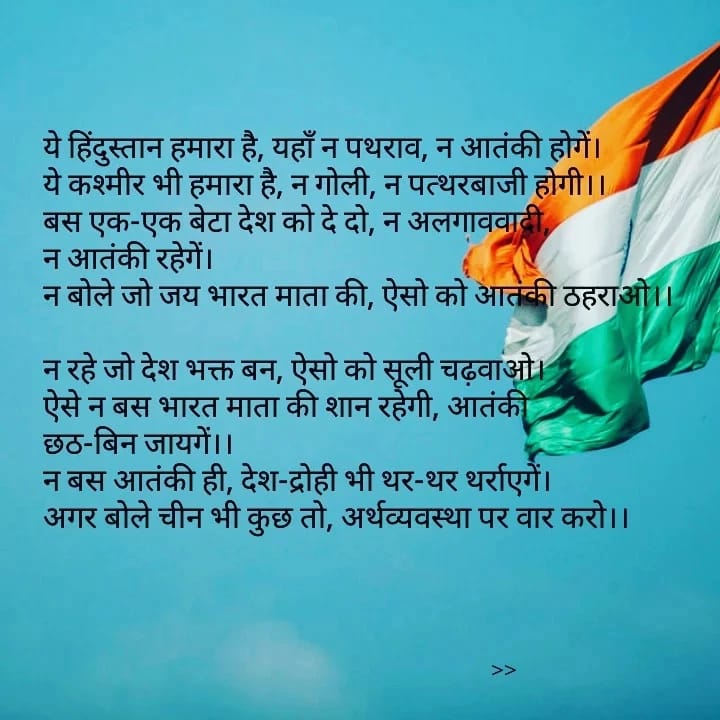 ये हिंदुस्तान हमारा है, यहाँ न पथराव, न आतंकी होगें।
ये कश्मीर भी हमारा है, न गोली, न पत्थरबाजी होगी।।
बस एक-एक बेटा देश को दे दो, न अलगाववादी,
न आतंकी रहेगें।
न बोले जो जय भारत माता की, ऐसो को आतंकी ठहराओ।।
न रहे जो देश भक्त बन, ऐसो को सूली चढ़वाओ।
ऐसे न बस भारत माता की शान रहेगी, आतंकी
छठ-बिन जायगें।।
न बस आतंकी ही, देश-द्रोही भी थर-थर थर्राएगें।
अगर बोले चीन भी कुछ तो, अर्थव्यवस्था पर वार करो।।
>>